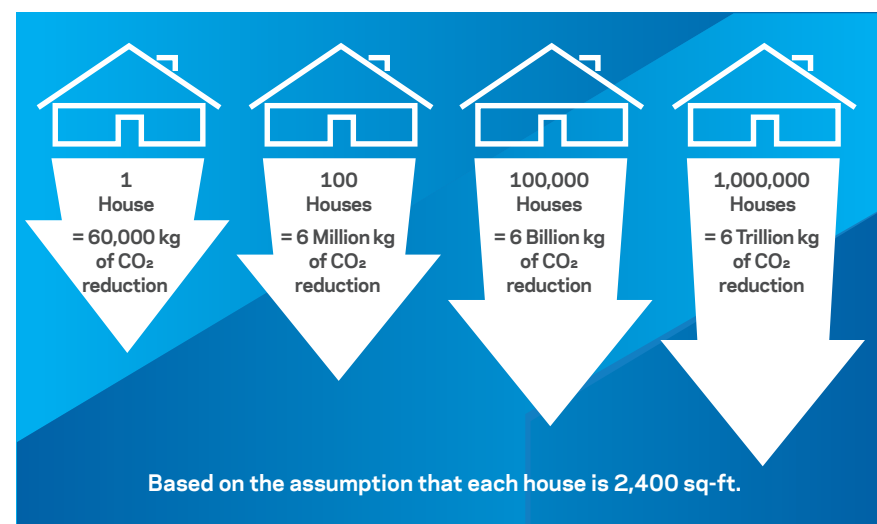 1
House
= 60,000 kg
of CO₂
reduction
100
Houses
= 6 Million kg
of CO₂
reduction
100,000
Houses
= 6 Billion kg
of CO₂
reduction
1,000,000
Houses
= 6 Trillion kg
of CO₂
reduction
Based on the assumption that each house is 2,400 sq-ft.